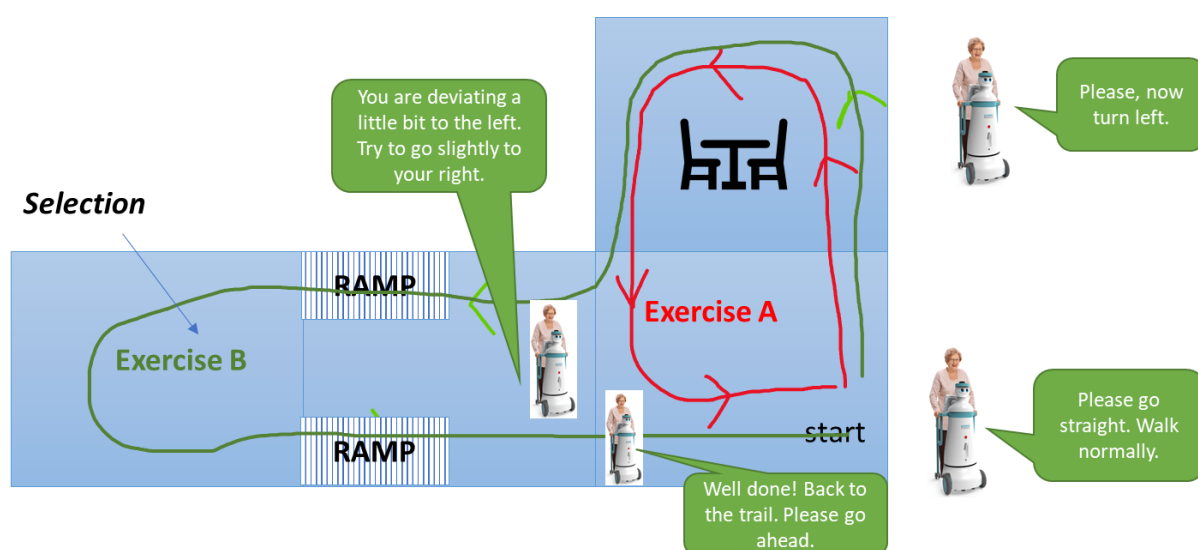 You are deviating a
little bit to the left.
Try to go slightly to
your right.
Please, now
turn left.
Selection
RAMP
Exercise A
Exercise B
Please go
straight. Walk
normally.
start
RAMP
Well done! Back to
the trail. Please go
ahead.